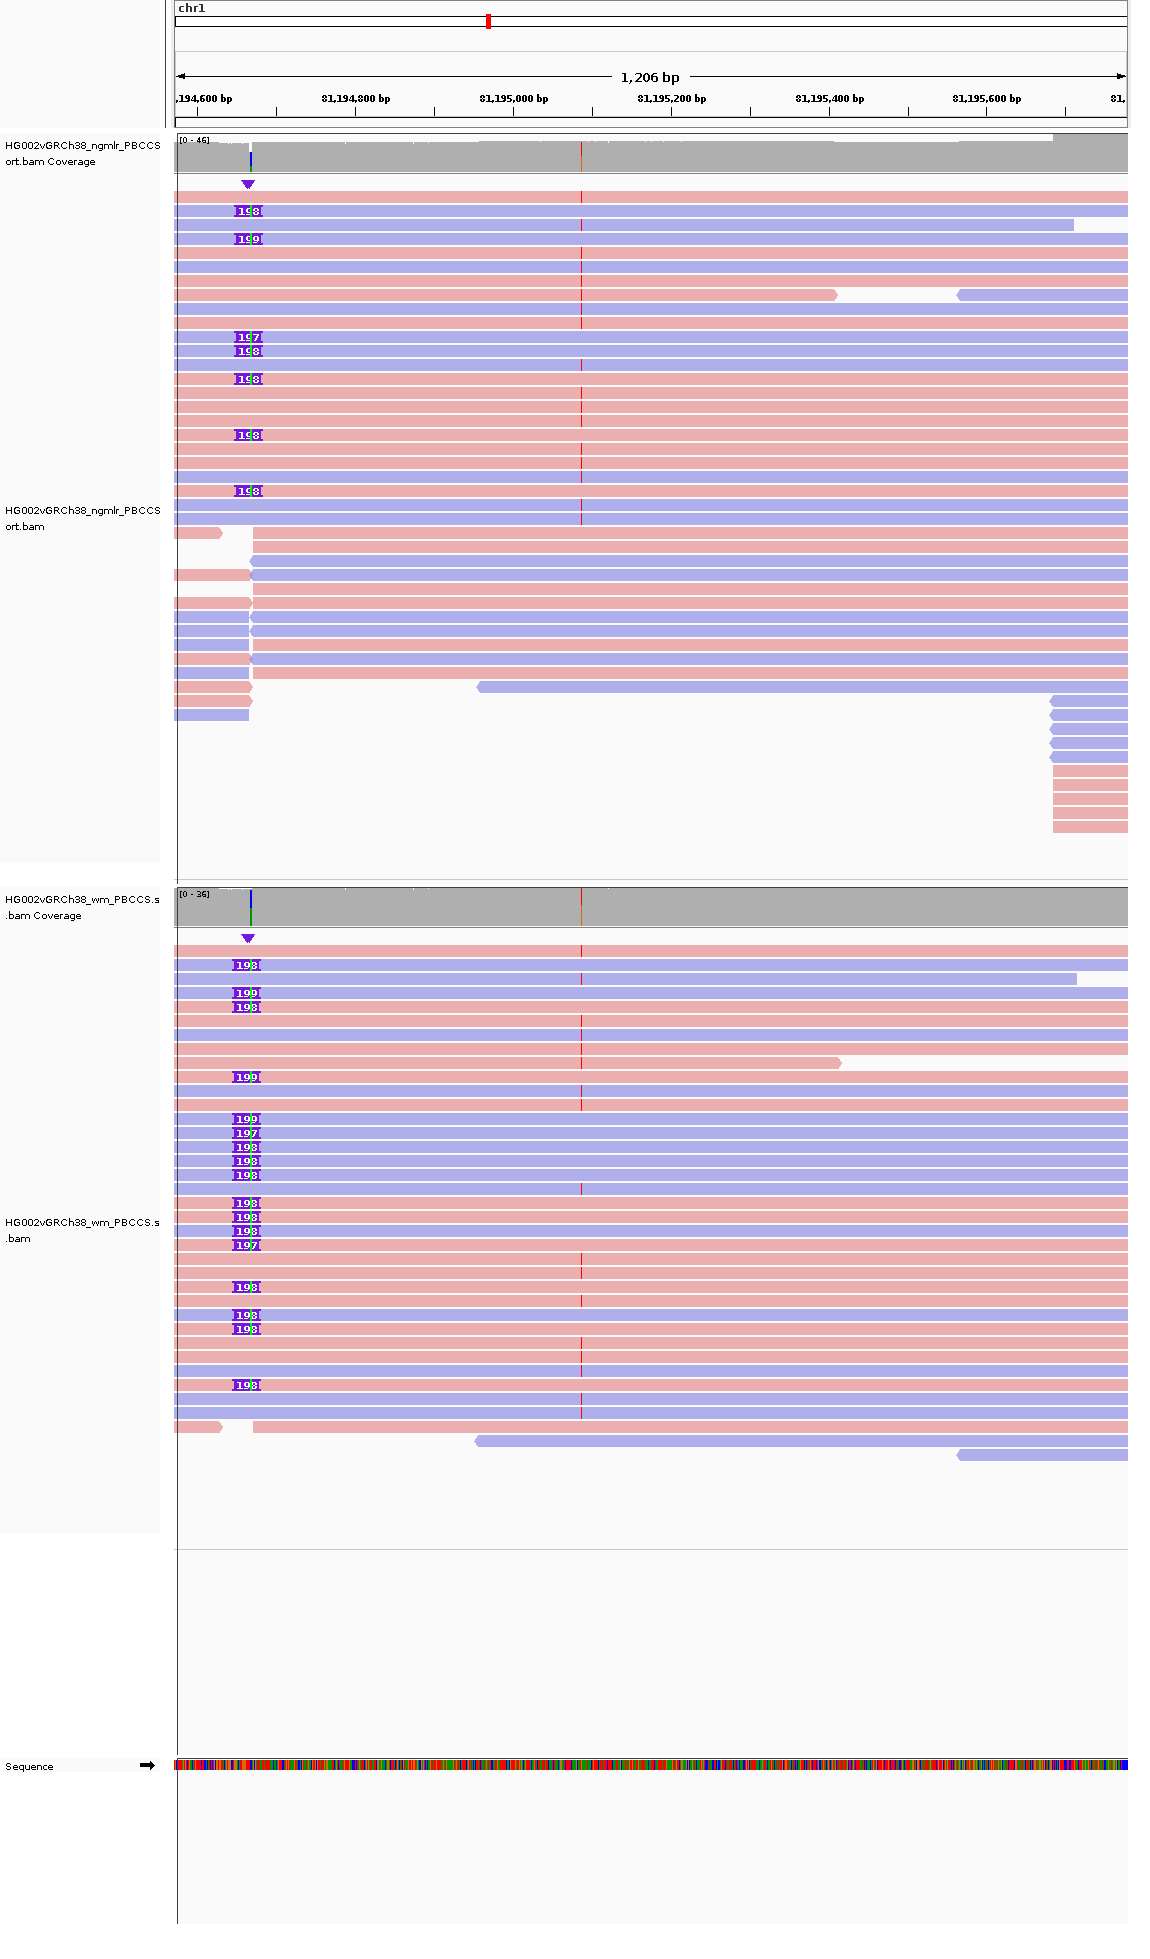 chr1
1,206 bp
,194,600 bp 81,194,800 bp 81,195,000 bp 81,195,200 bp 81,195,400 bp 81,195,600 bp 81,
HG002vGRCh38_ngmlr_PBCCS
ort.bam Coverage
[0 - 46]
198
199
197
198
198
198
198
HG002vGRCh38_ngmlr_PBCCS
ort.bam
HG002vGRCh38_wm_PBCCS.s
.bam Coverage
[0 - 36]
198
199
198
199
199
197
198
198
198
198
198
198
197
198
198
198
198
HG002vGRCh38_wm_PBCCS.s
.bam
Sequence